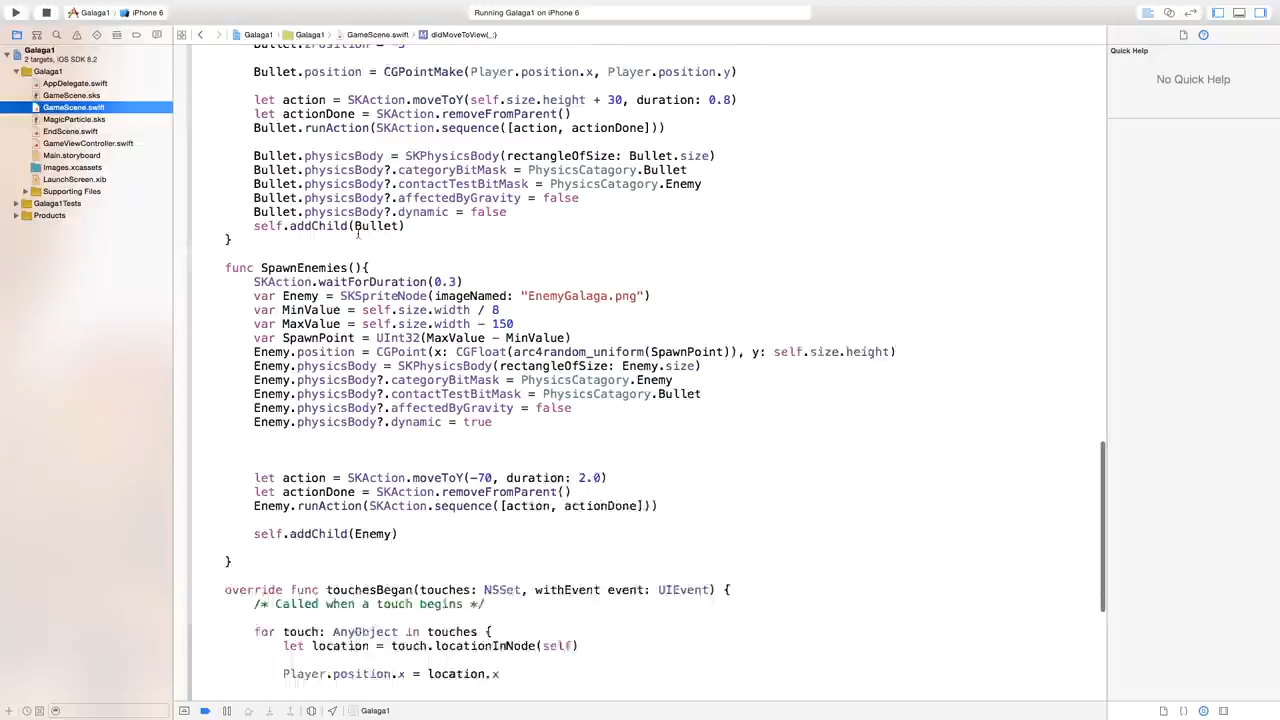 Galaga1 iPhone 6
Running Galaga1 on iPhone 6
Galaga1 Galaga1 GameScene.swift M didMoveToView(_:)
Galaga1
2 targets, iOS SDK 8.2
Galaga1
AppDelegate.swift
GameScene.sks
GameScene.swift
MagicParticle.sks
EndScene.swift
GameViewController.swift
Main.storyboard
Images.xcassets
LaunchScreen.xib
Supporting Files
Galaga1Tests
Products
Bullet.position = CGPointMake(Player.position.x, Player.position.y)
let action = SKAction.moveToY(self.size.height + 30, duration: 0.8)
let actionDone = SKAction.removeFromParent()
Bullet.runAction(SKAction.sequence([action, actionDone]))
Bullet.physicsBody = SKPhysicsBody(rectangleOfSize: Bullet.size)
Bullet.physicsBody?.categoryBitMask = PhysicsCatagory.Bullet
Bullet.physicsBody?.contactTestBitMask = PhysicsCatagory.Enemy
Bullet.physicsBody?.affectedByGravity = false
Bullet.physicsBody?.dynamic = false
self.addChild(Bullet)
}
func SpawnEnemies(){
SKAction.waitForDuration(0.3)
var Enemy = SKSpriteNode(imageNamed: "EnemyGalaga.png")
var MinValue = self.size.width / 8
var MaxValue = self.size.width - 150
var SpawnPoint = UInt32(MaxValue - MinValue)
Enemy.position = CGPoint(x: CGFloat(arc4random_uniform(SpawnPoint)), y: self.size.height)
Enemy.physicsBody = SKPhysicsBody(rectangleOfSize: Enemy.size)
Enemy.physicsBody?.categoryBitMask = PhysicsCatagory.Enemy
Enemy.physicsBody?.contactTestBitMask = PhysicsCatagory.Bullet
Enemy.physicsBody?.affectedByGravity = false
Enemy.physicsBody?.dynamic = true
let action = SKAction.moveToY(-70, duration: 2.0)
let actionDone = SKAction.removeFromParent()
Enemy.runAction(SKAction.sequence([action, actionDone]))
self.addChild(Enemy)
}
override func touchesBegan(touches: NSSet, withEvent event: UIEvent) {
/* Called when a touch begins */
for touch: AnyObject in touches {
let location = touch.locationInNode(self)
Player.position.x = location.x
Quick Help
No Quick Help
Galaga1